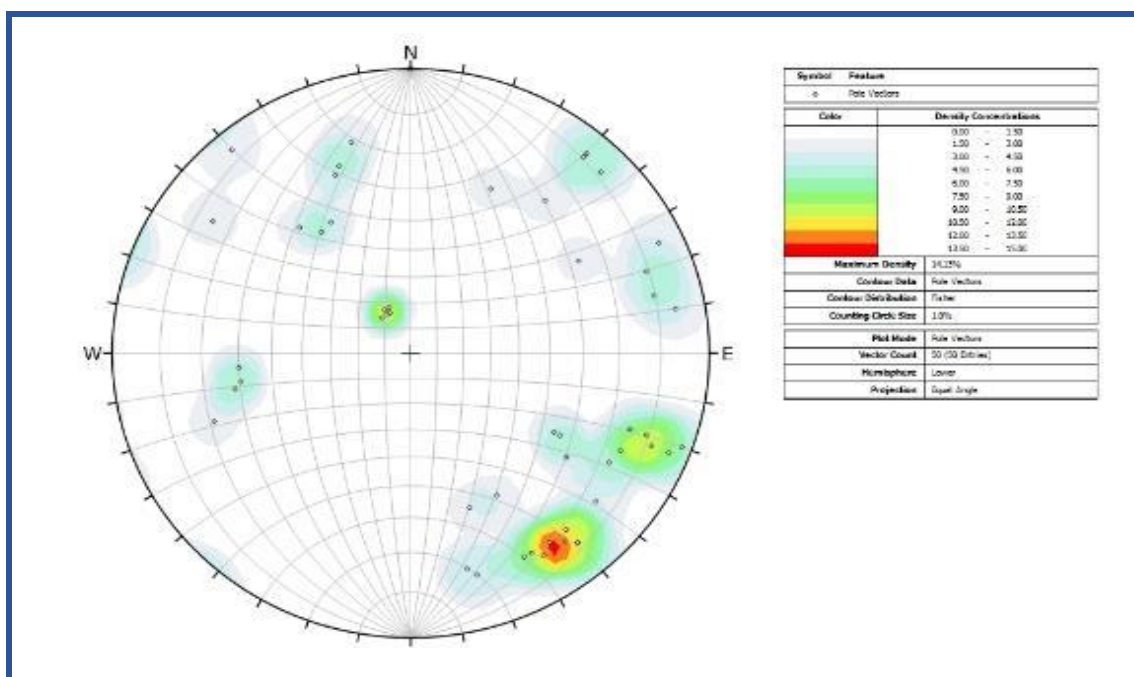 N
Symbol Feature
Pole Vectors
Color Density Concentrations
0.00 - 1.50
1.50 - 3.00
3.00 - 4.50
4.50 - 6.00
6.00 - 7.50
7.50 - 9.00
9.00 - 10.50
10.50 - 12.00
12.00 - 13.50
13.50 - 15.00
Maximum Density
Contour Data Pole Vectors
Contour Distribution Fisher
Counting Circle Size 1.0%
Plot Mode Pole Vectors
Vector Count 50 (50 Entries)
Hemisphere Lower
Projection Equal Angle
W
E